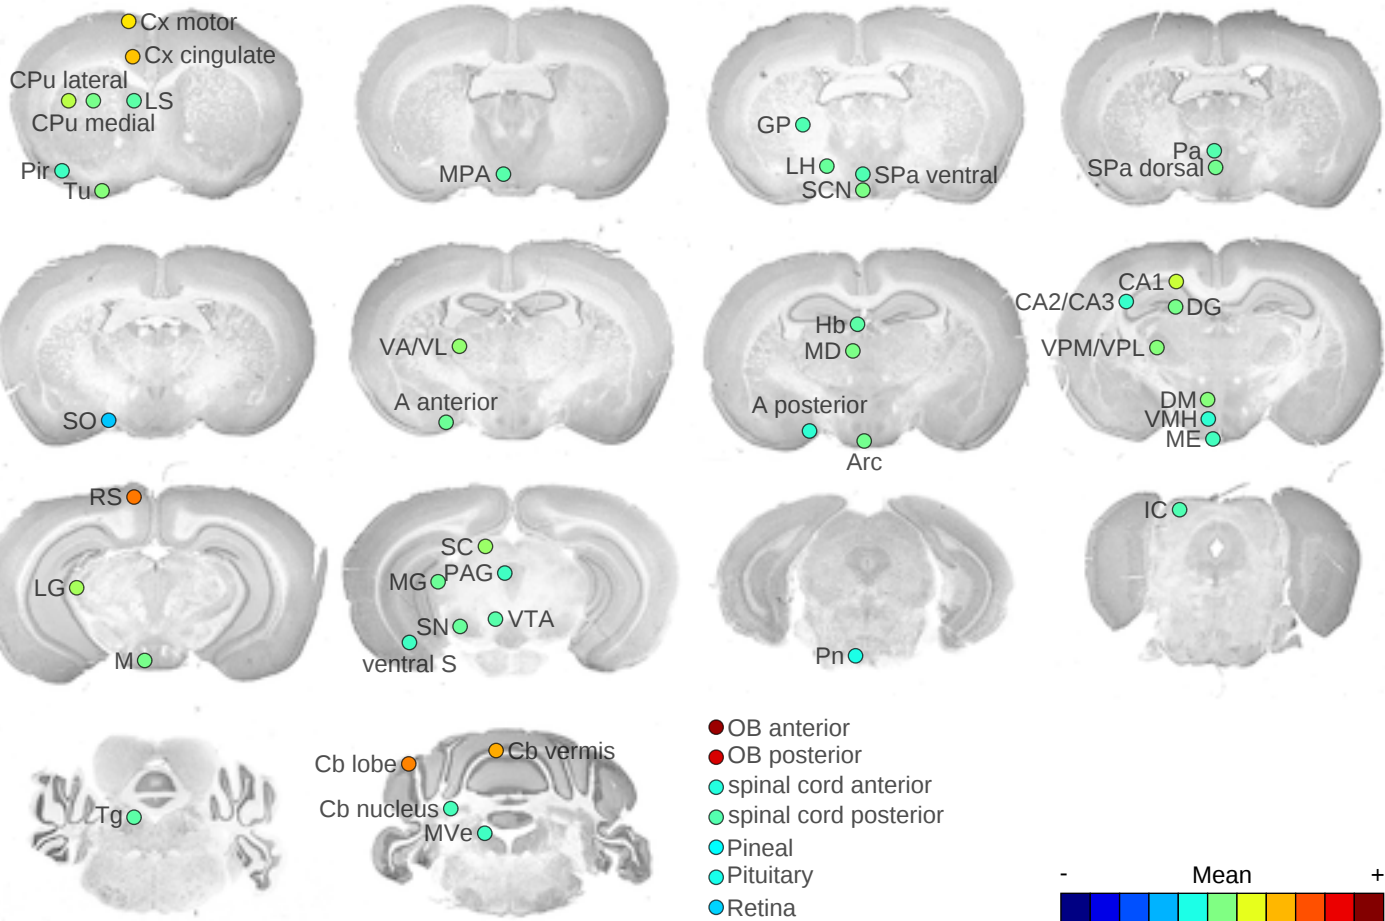 Cx motor
Cx cingulate
CPu lateral
LS
CPu medial
Pir
Tu
MPA
GP
LH
SPa ventral
SCN
Pa
SPa dorsal
SO
VA/VL
A anterior
Hb
MD
A posterior
Arc
CA1
CA2/CA3
DG
VPM/VPL
DM
VMH
ME
RS
LG
M
SC
PAG
MG
VTA
SN
ventral S
Pn
IC
Tg
Cb lobe
Cb vermis
Cb nucleus
MVe
OB anterior
OB posterior
spinal cord anterior
spinal cord posterior
Pineal
Pituitary
Retina
- Mean +